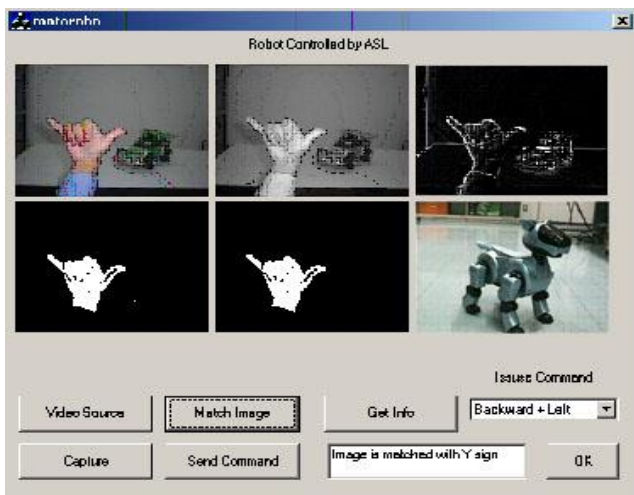 Robot Controlled by ASL
Issuse Command
Video Source
Match Image
Get Info
Backward + Left
Capture
Send Command
Image is matched with Y sign
OK